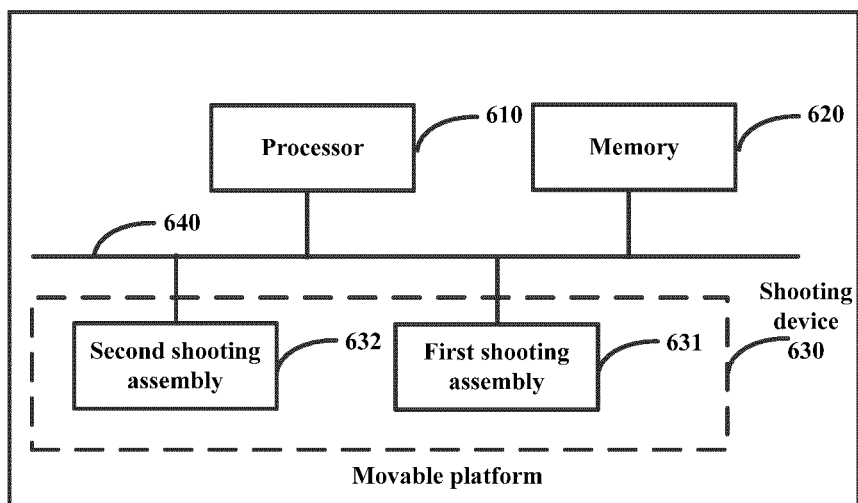 Processor
610
Memory
620
640
Second shooting
assembly
632
First shooting
assembly
631
Shooting
device
630
Movable platform